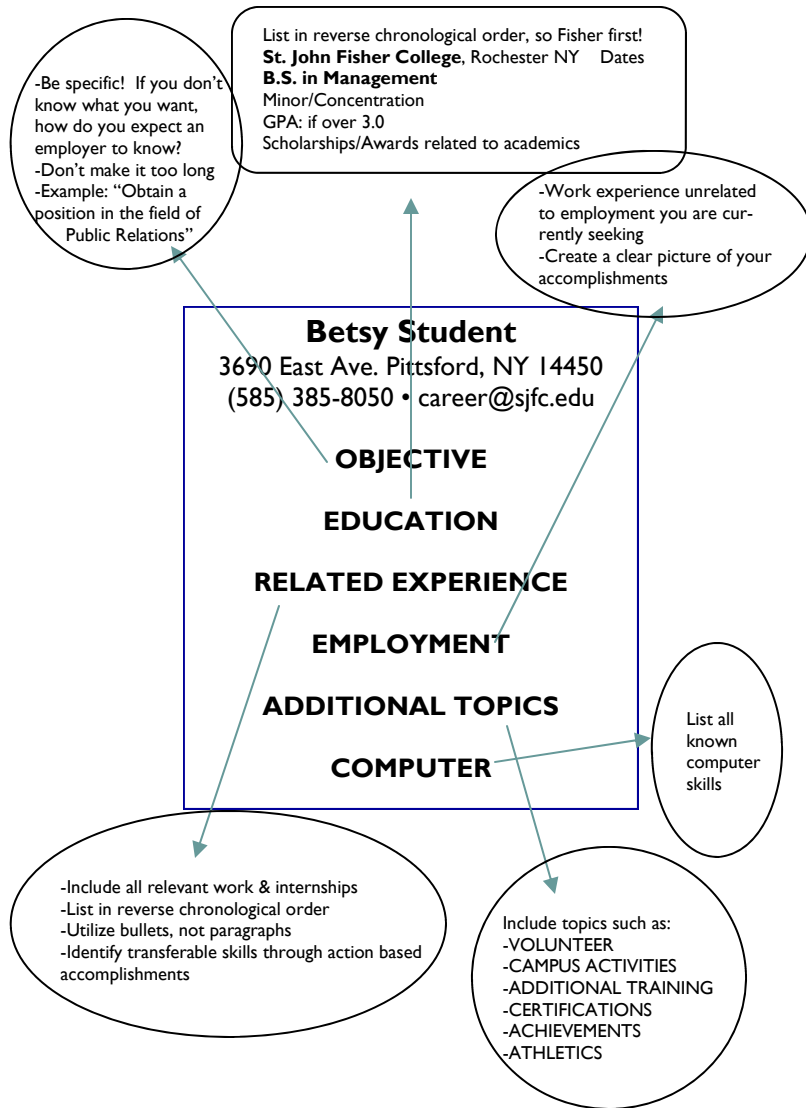 List in reverse chronological order, so Fisher first!
St. John Fisher College, Rochester NY Dates
B.S. in Management
Minor/Concentration
GPA: if over 3.0
Scholarships/Awards related to academics
-Be specific! If you don't
know what you want,
how do you expect an
employer to know?
-Don't make it too long
-Example: “Obtain a
position in the field of
Public Relations”
-Work experience unrelated
to employment you are cur-
rently seeking
-Create a clear picture of your
accomplishments
Betsy Student
3690 East Ave. Pittsford, NY 14450
(585) 385-8050 • career@sjfc.edu
OBJECTIVE
EDUCATION
RELATED EXPERIENCE
EMPLOYMENT
ADDITIONAL TOPICS
COMPUTER
List all
known
computer
skills
-Include all relevant work & internships
-List in reverse chronological order
-Utilize bullets, not paragraphs
-Identify transferable skills through action based
accomplishments
Include topics such as:
-VOLUNTEER
-CAMPUS ACTIVITIES
-ADDITIONAL TRAINING
-CERTIFICATIONS
-ACHIEVEMENTS
-ATHLETICS